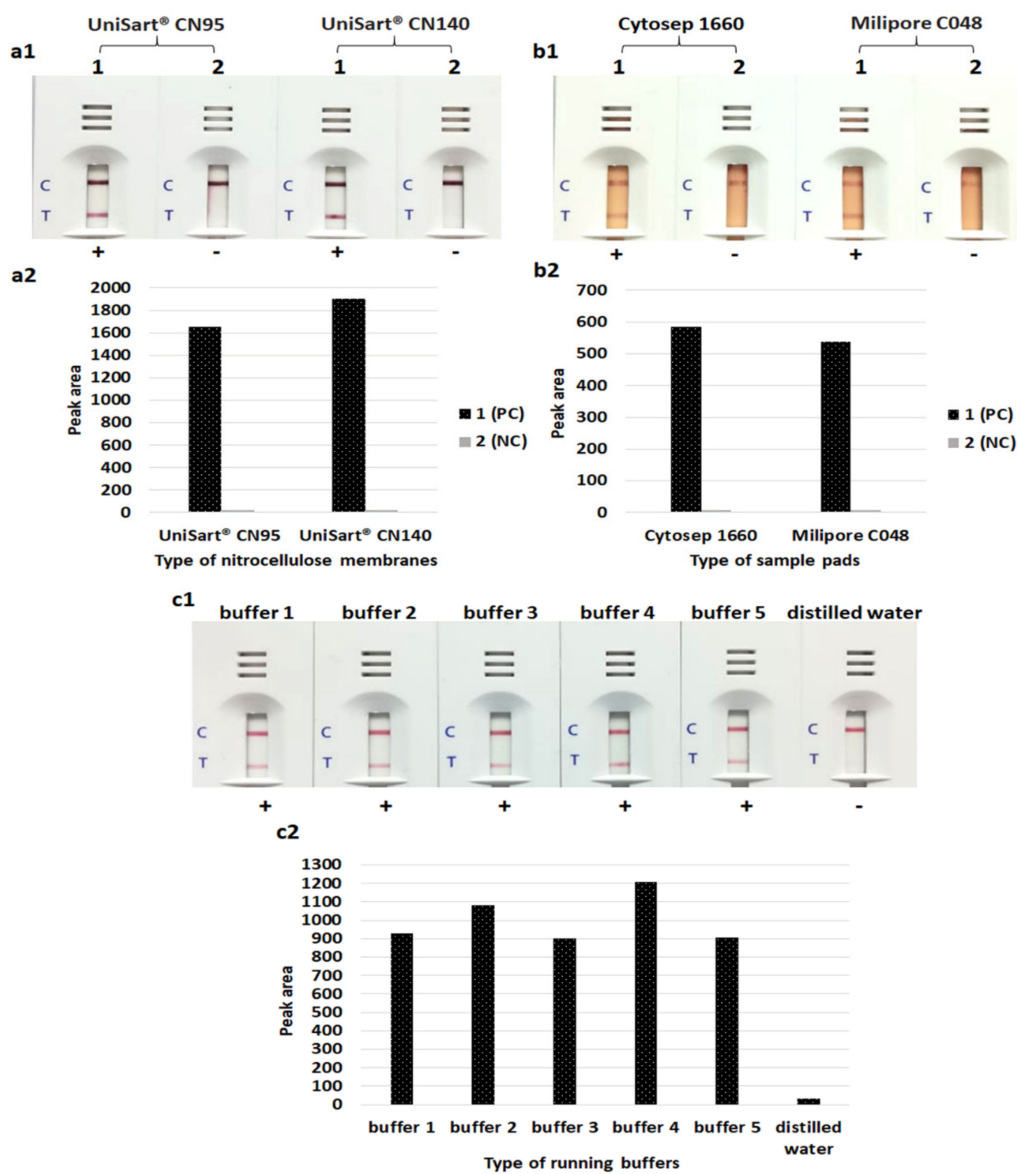 UniSart® CN95 UniSart® CN140
a1
1 2 1 2
C
T
C
T
+ - + -
Cytosep 1660 Milipore C048
b1
1 2 1 2
C
T
C
T
C
T
C
T
+ - + -
a2
2000
1800
1600
1400
1200
1000
800
600
400
200
0
Peak area
1 (PC)
2 (NC)
UniSart® CN95 UniSart® CN140
Type of nitrocellulose membranes
b2
700
600
500
400
300
200
100
0
Peak area
1 (PC)
2 (NC)
Cytosep 1660 Milipore C048
Type of sample pads
c1
buffer 1 buffer 2 buffer 3 buffer 4 buffer 5 distilled water
C C C C C C
T T T T T T
+ + + + + -
c2
1300
1200
1100
1000
900
800
700
600
500
400
300
200
100
0
Peak area
buffer 1 buffer 2 buffer 3 buffer 4 buffer 5 distilled
water
Type of running buffers